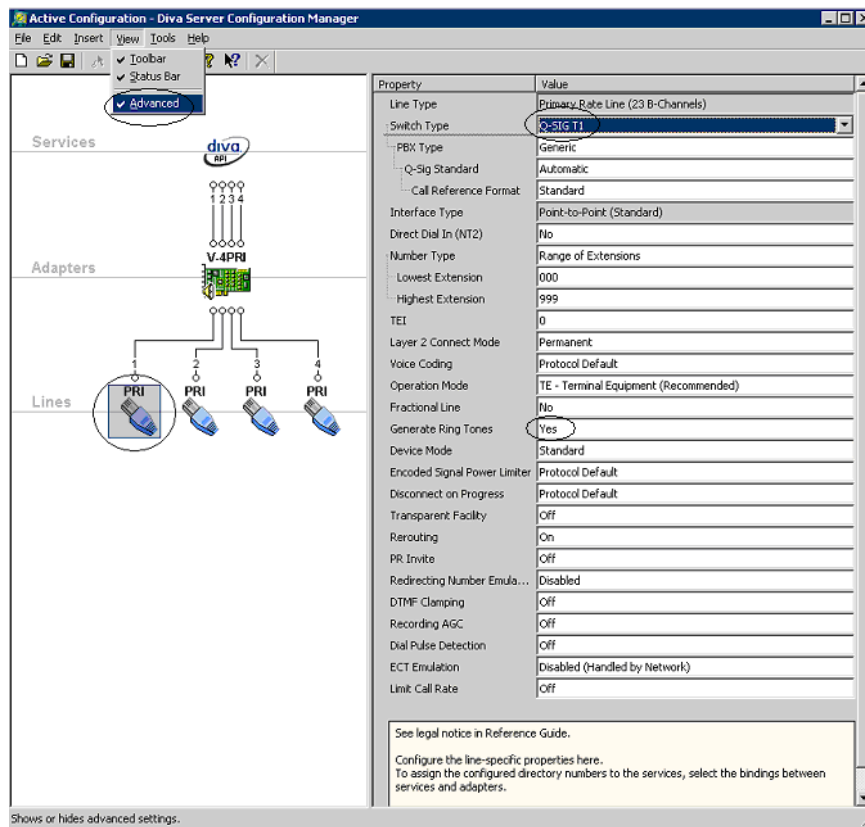 Active Configuration - Diva Server Configuration Manager
File Edit Insert View Tools Help
Toolbar
Status Bar
Advanced
Services
diva
API
1 2 3 4
V-4PRI
Adapters
1 2 3 4
PRI PRI PRI PRI
Lines
Property Value
Line Type Primary Rate Line (23 B-Channels)
Switch Type Q-SIG T1
PBX Type Generic
Q-Sig Standard Automatic
Call Reference Format Standard
Interface Type Point-to-Point (Standard)
Direct Dial In (NT2) No
Number Type Range of Extensions
Lowest Extension 000
Highest Extension 999
TEI 0
Layer 2 Connect Mode Permanent
Voice Coding Protocol Default
Operation Mode TE - Terminal Equipment (Recommended)
Fractional Line No
Generate Ring Tones Yes
Device Mode Standard
Encoded Signal Power Limiter Protocol Default
Disconnect on Progress Protocol Default
Transparent Facility Off
Rerouting On
PR Invite Off
Redirecting Number Emula... Disabled
DTMF Clamping Off
Recording AGC Off
Dial Pulse Detection Off
ECT Emulation Disabled (Handled by Network)
Limit Call Rate Off
See legal notice in Reference Guide.
Configure the line-specific properties here.
To assign the configured directory numbers to the services, select the bindings between
services and adapters.
Shows or hides advanced settings.